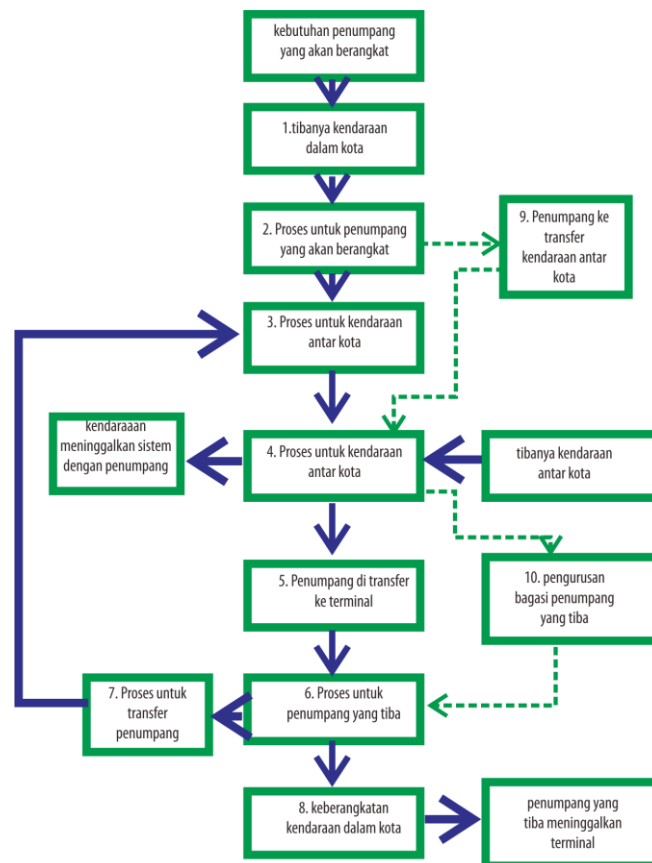 kebutuhan penumpang
yang akan berangkat
1.tibanya kendaraan
dalam kota
2. Proses untuk penumpang
yang akan berangkat
9. Penumpang ke
transfer
kendaraan antar
kota
3. Proses untuk kendaraan
antar kota
kendaraaan
meninggalkan sistem
dengan penumpang
4. Proses untuk kendaraan
antar kota
tibanya kendaraan
antar kota
5. Penumpang di transfer
ke terminal
10. pengurusan
bagasi penumpang
yang tiba
7. Proses untuk
transfer
penumpang
6. Proses untuk
penumpang yang tiba
8. keberangkatan
kendaraan dalam kota
penumpang yang
tiba meninggalkan
terminal